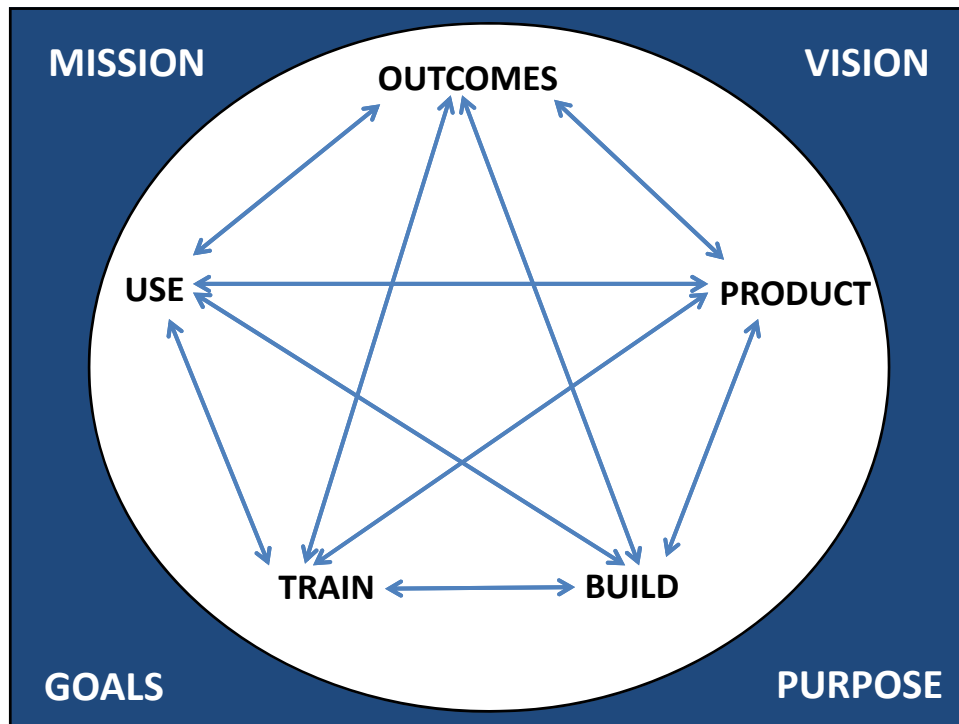 MISSION
VISION
OUTCOMES
USE
PRODUCT
TRAIN
BUILD
GOALS
PURPOSE